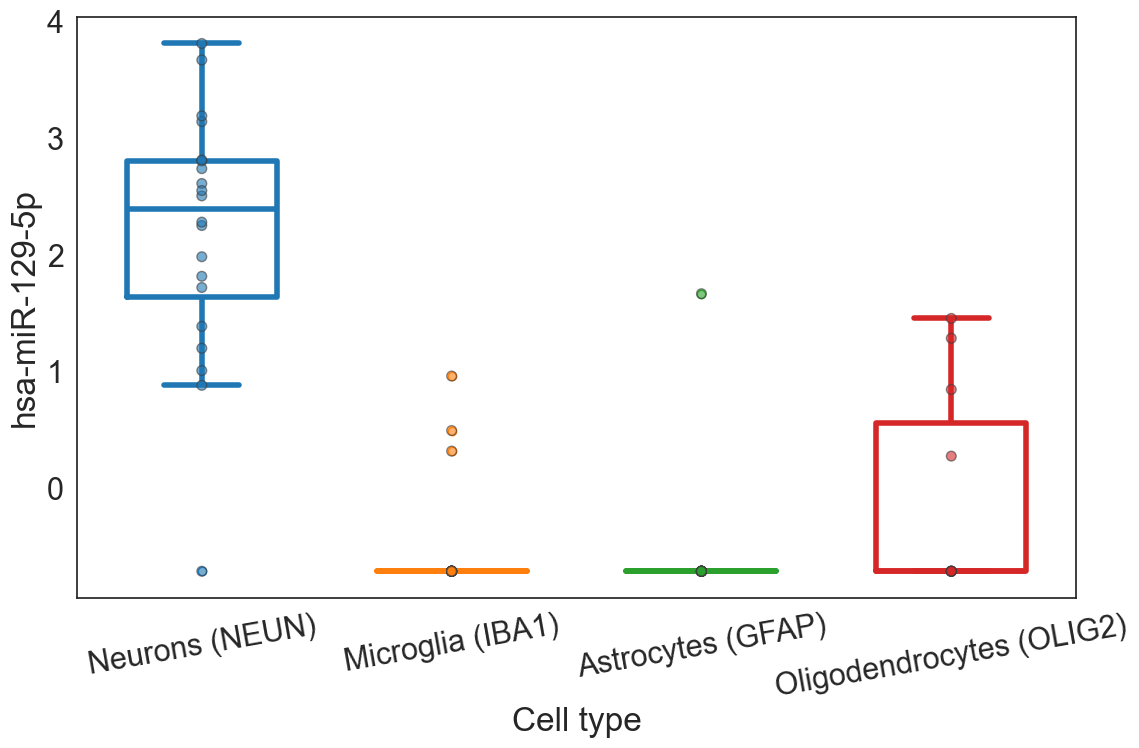 4
3
2
1
0
hsa-miR-129-5p
Neurons (NEUN)
Microglia (IBA1)
Astrocytes (GFAP)
Oligodendrocytes (OLIG2)
Cell type